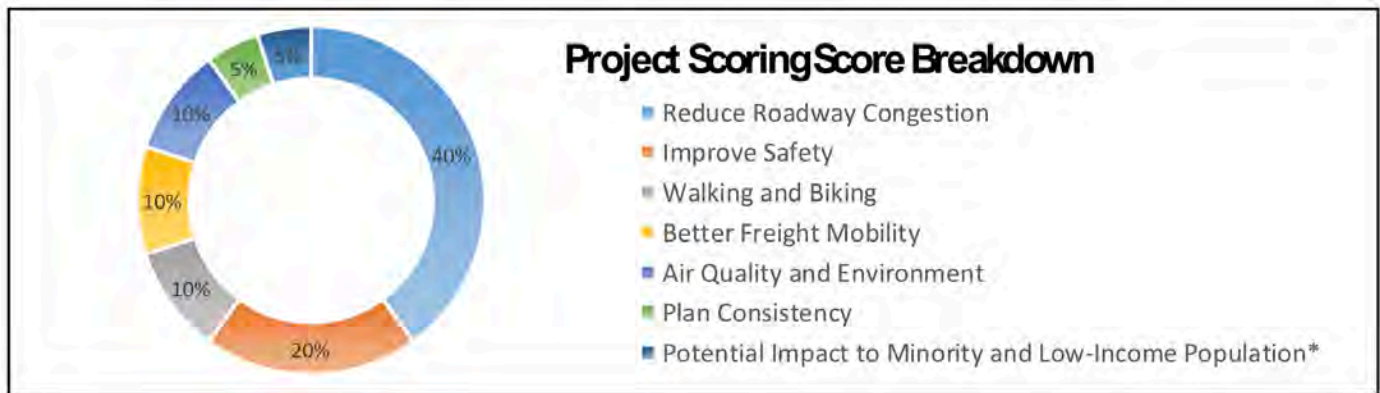 Project Scoring Score Breakdown
5%
5%
10%
40%
10%
10%
20%
Reduce Roadway Congestion
Improve Safety
Walking and Biking
Better Freight Mobility
Air Quality and Environment
Plan Consistency
Potential Impact to Minority and Low-Income Population*